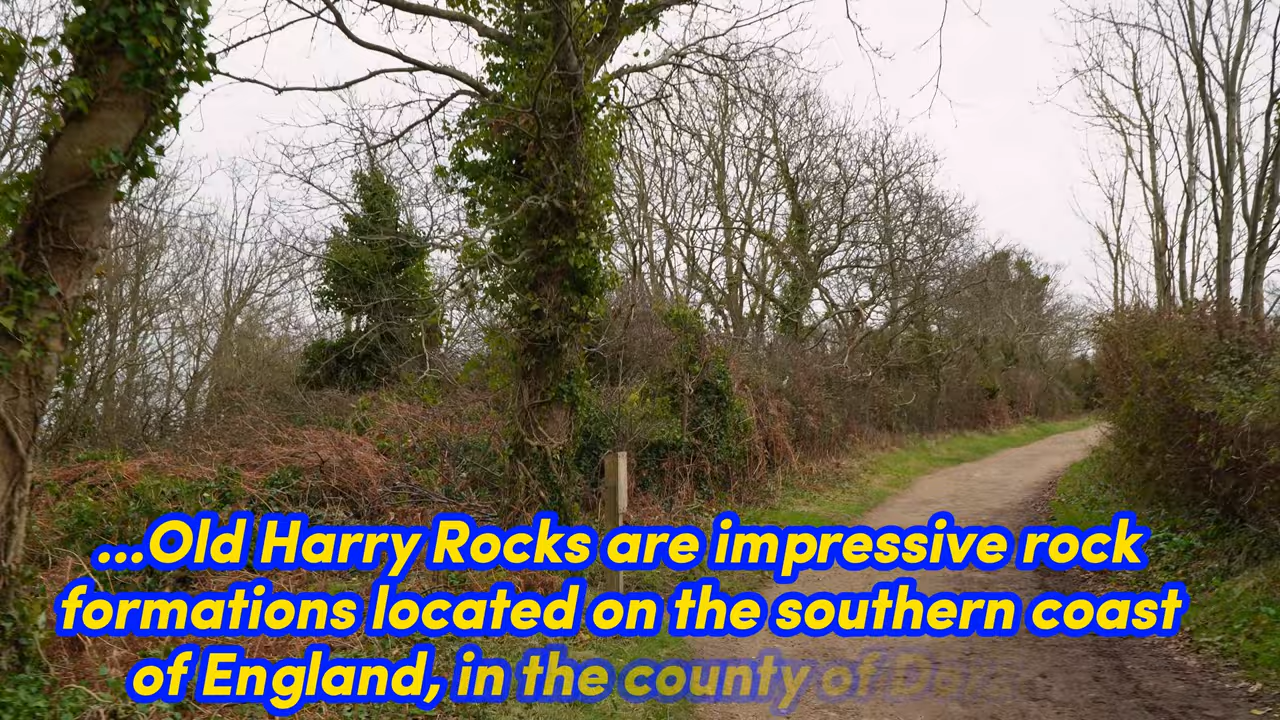 ...Old Harry Rocks are impressive rock
formations located on the southern coast
of England, in the county of